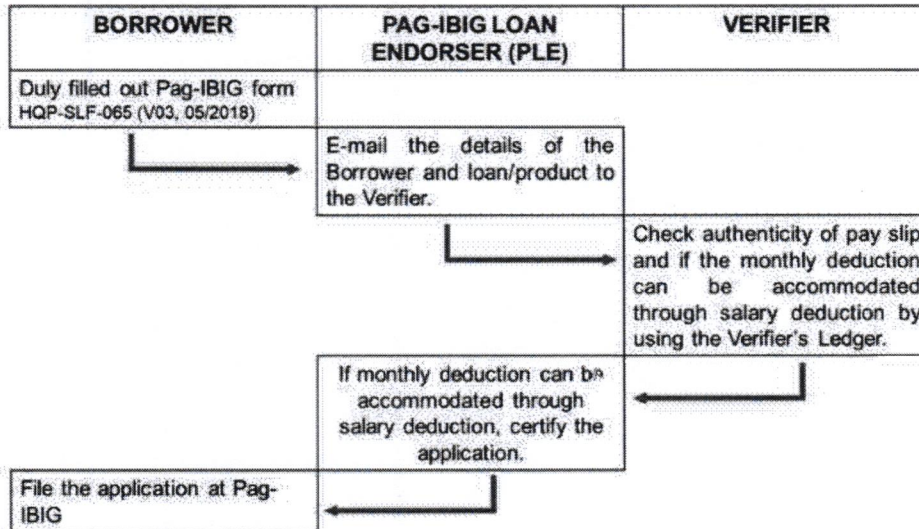 BORROWER
PAG-IBIG LOAN
ENDORSER (PLE)
VERIFIER
Duly filled out Pag-IBIG form
HQP-SLF-065 (V03, 05/2018)
E-mail the details of the
Borrower and loan/product to
the Verifier.
Check authenticity of pay slip
and if the monthly deduction
can be accommodated
through salary deduction by
using the Verifier's Ledger.
If monthly deduction can be
accommodated through
salary deduction, certify the
application.
File the application at Pag-
IBIG